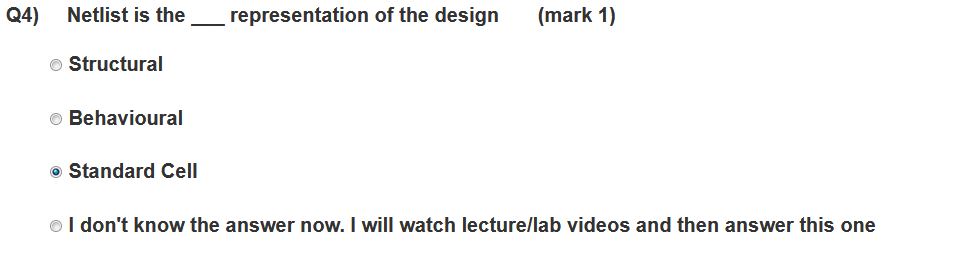 Q4) Netlist is the ___ representation of the design (mark 1)
Structural
Behavioural
Standard Cell
I don't know the answer now. I will watch lecture/lab videos and then answer this one